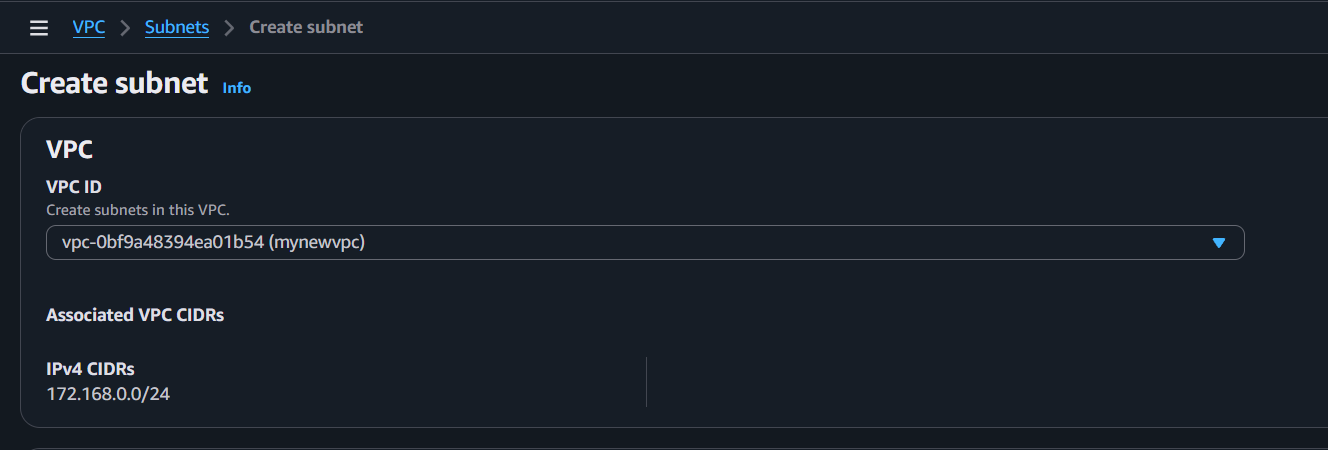 VPC > Subnets > Create subnet
Create subnet Info
VPC
VPC ID
Create subnets in this VPC.
vpc-0bf9a48394ea01b54 (mynewvpc)
Associated VPC CIDRs
IPv4 CIDRs
172.168.0.0/24